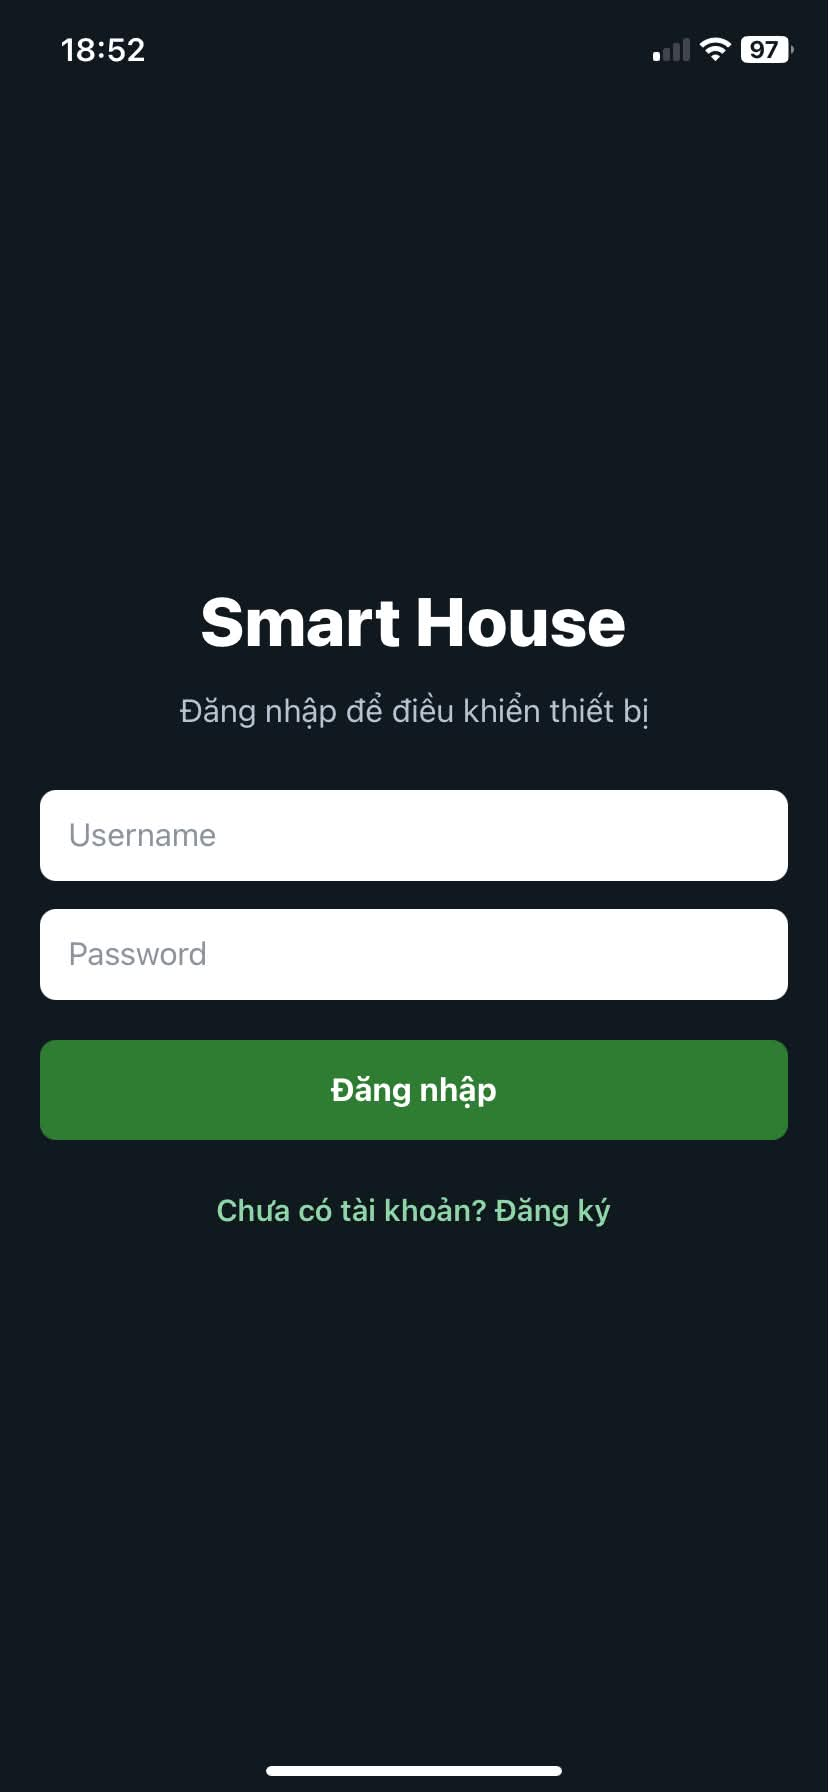 18:52
97
Smart House
Đăng nhập để điều khiển thiết bị
Username
Password
Đăng nhập
Chưa có tài khoản? Đăng ký